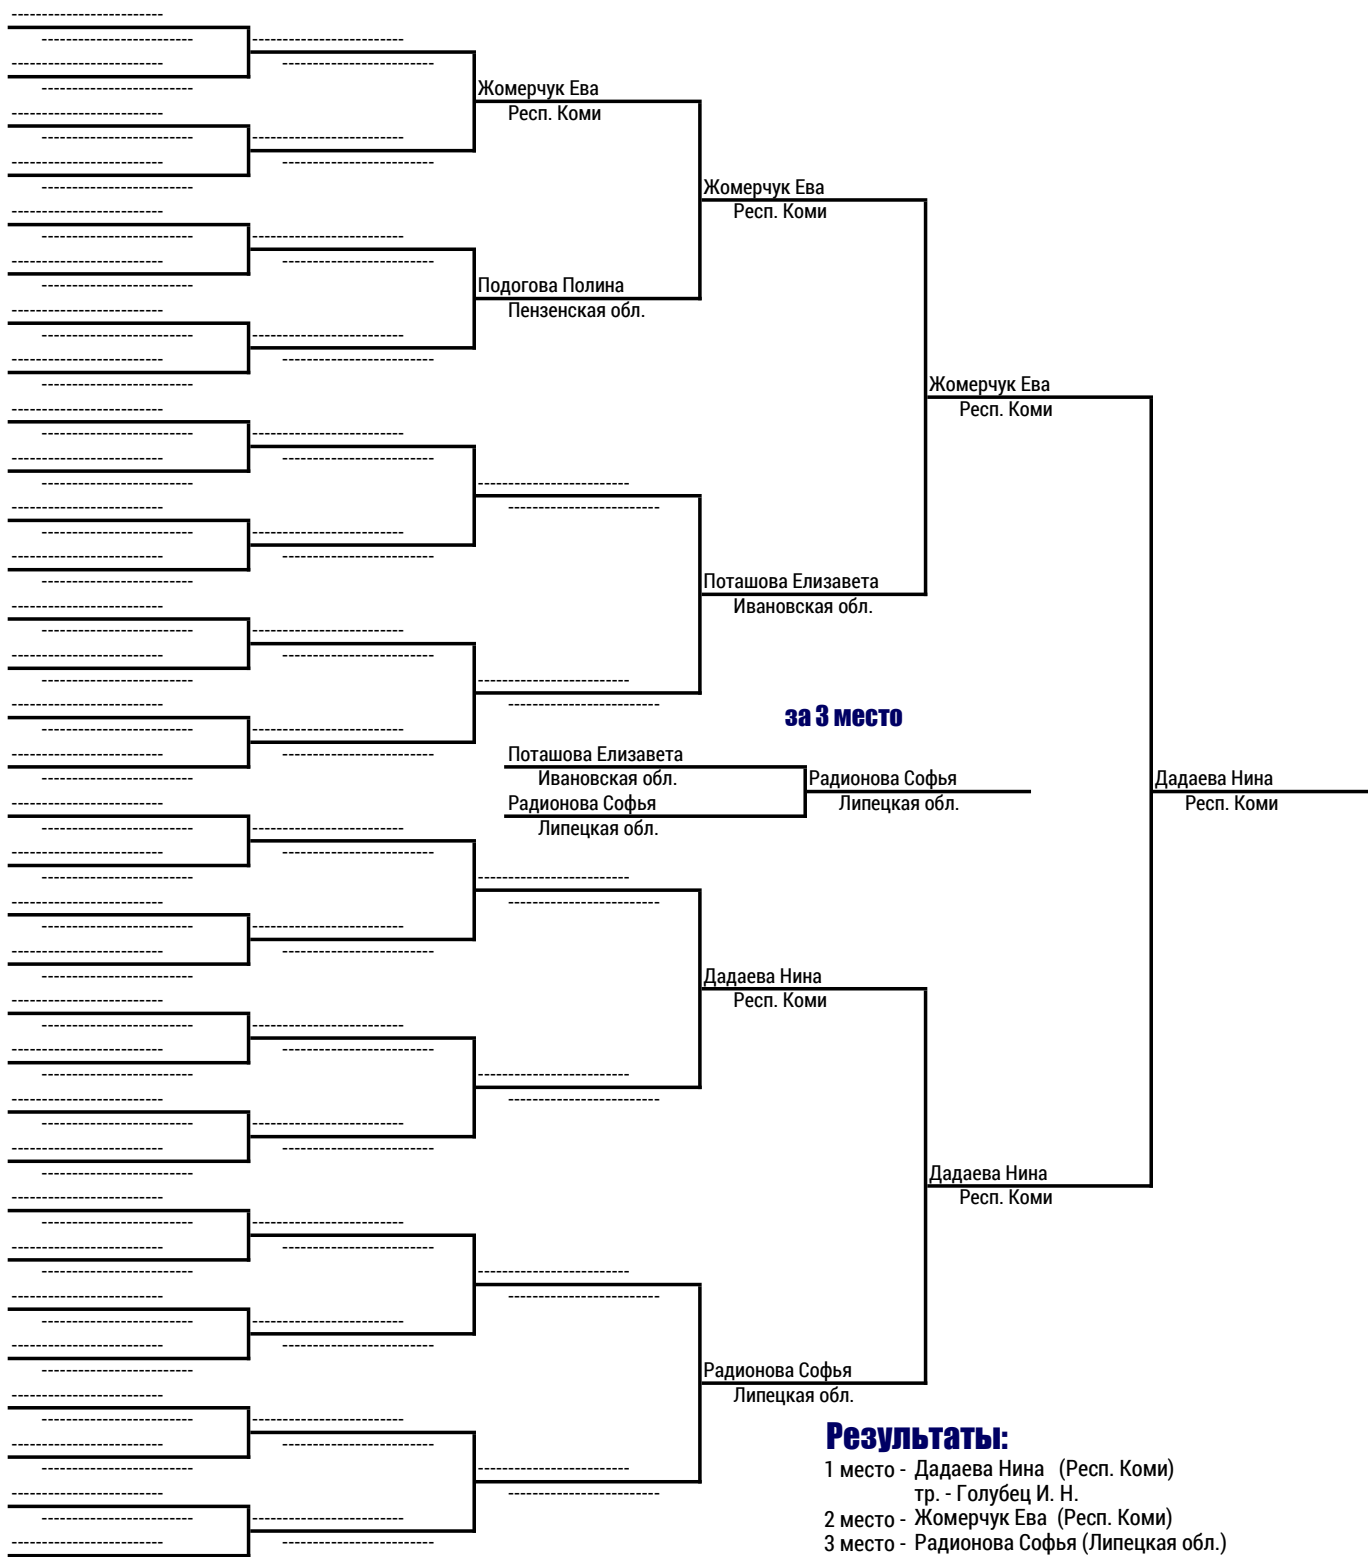 Жомерчук Ева
Респ. Коми
Жомерчук Ева
Респ. Коми
Подогова Полина
Пензенская обл.
Жомерчук Ева
Респ. Коми
Поташова Елизавета
Ивановская обл.
за 3 место
Поташова Елизавета
Ивановская обл.
Радионова Софья
Липецкая обл.
Радионова Софья
Липецкая обл.
Дадаева Нина
Респ. Коми
Дадаева Нина
Респ. Коми
Дадаева Нина
Респ. Коми
Радионова Софья
Липецкая обл.
Результаты:
1 место - Дадаева Нина (Респ. Коми)
тр. - Голубец И. Н.
2 место - Жомерчук Ева (Респ. Коми)
3 место - Радионова Софья (Липецкая обл.)